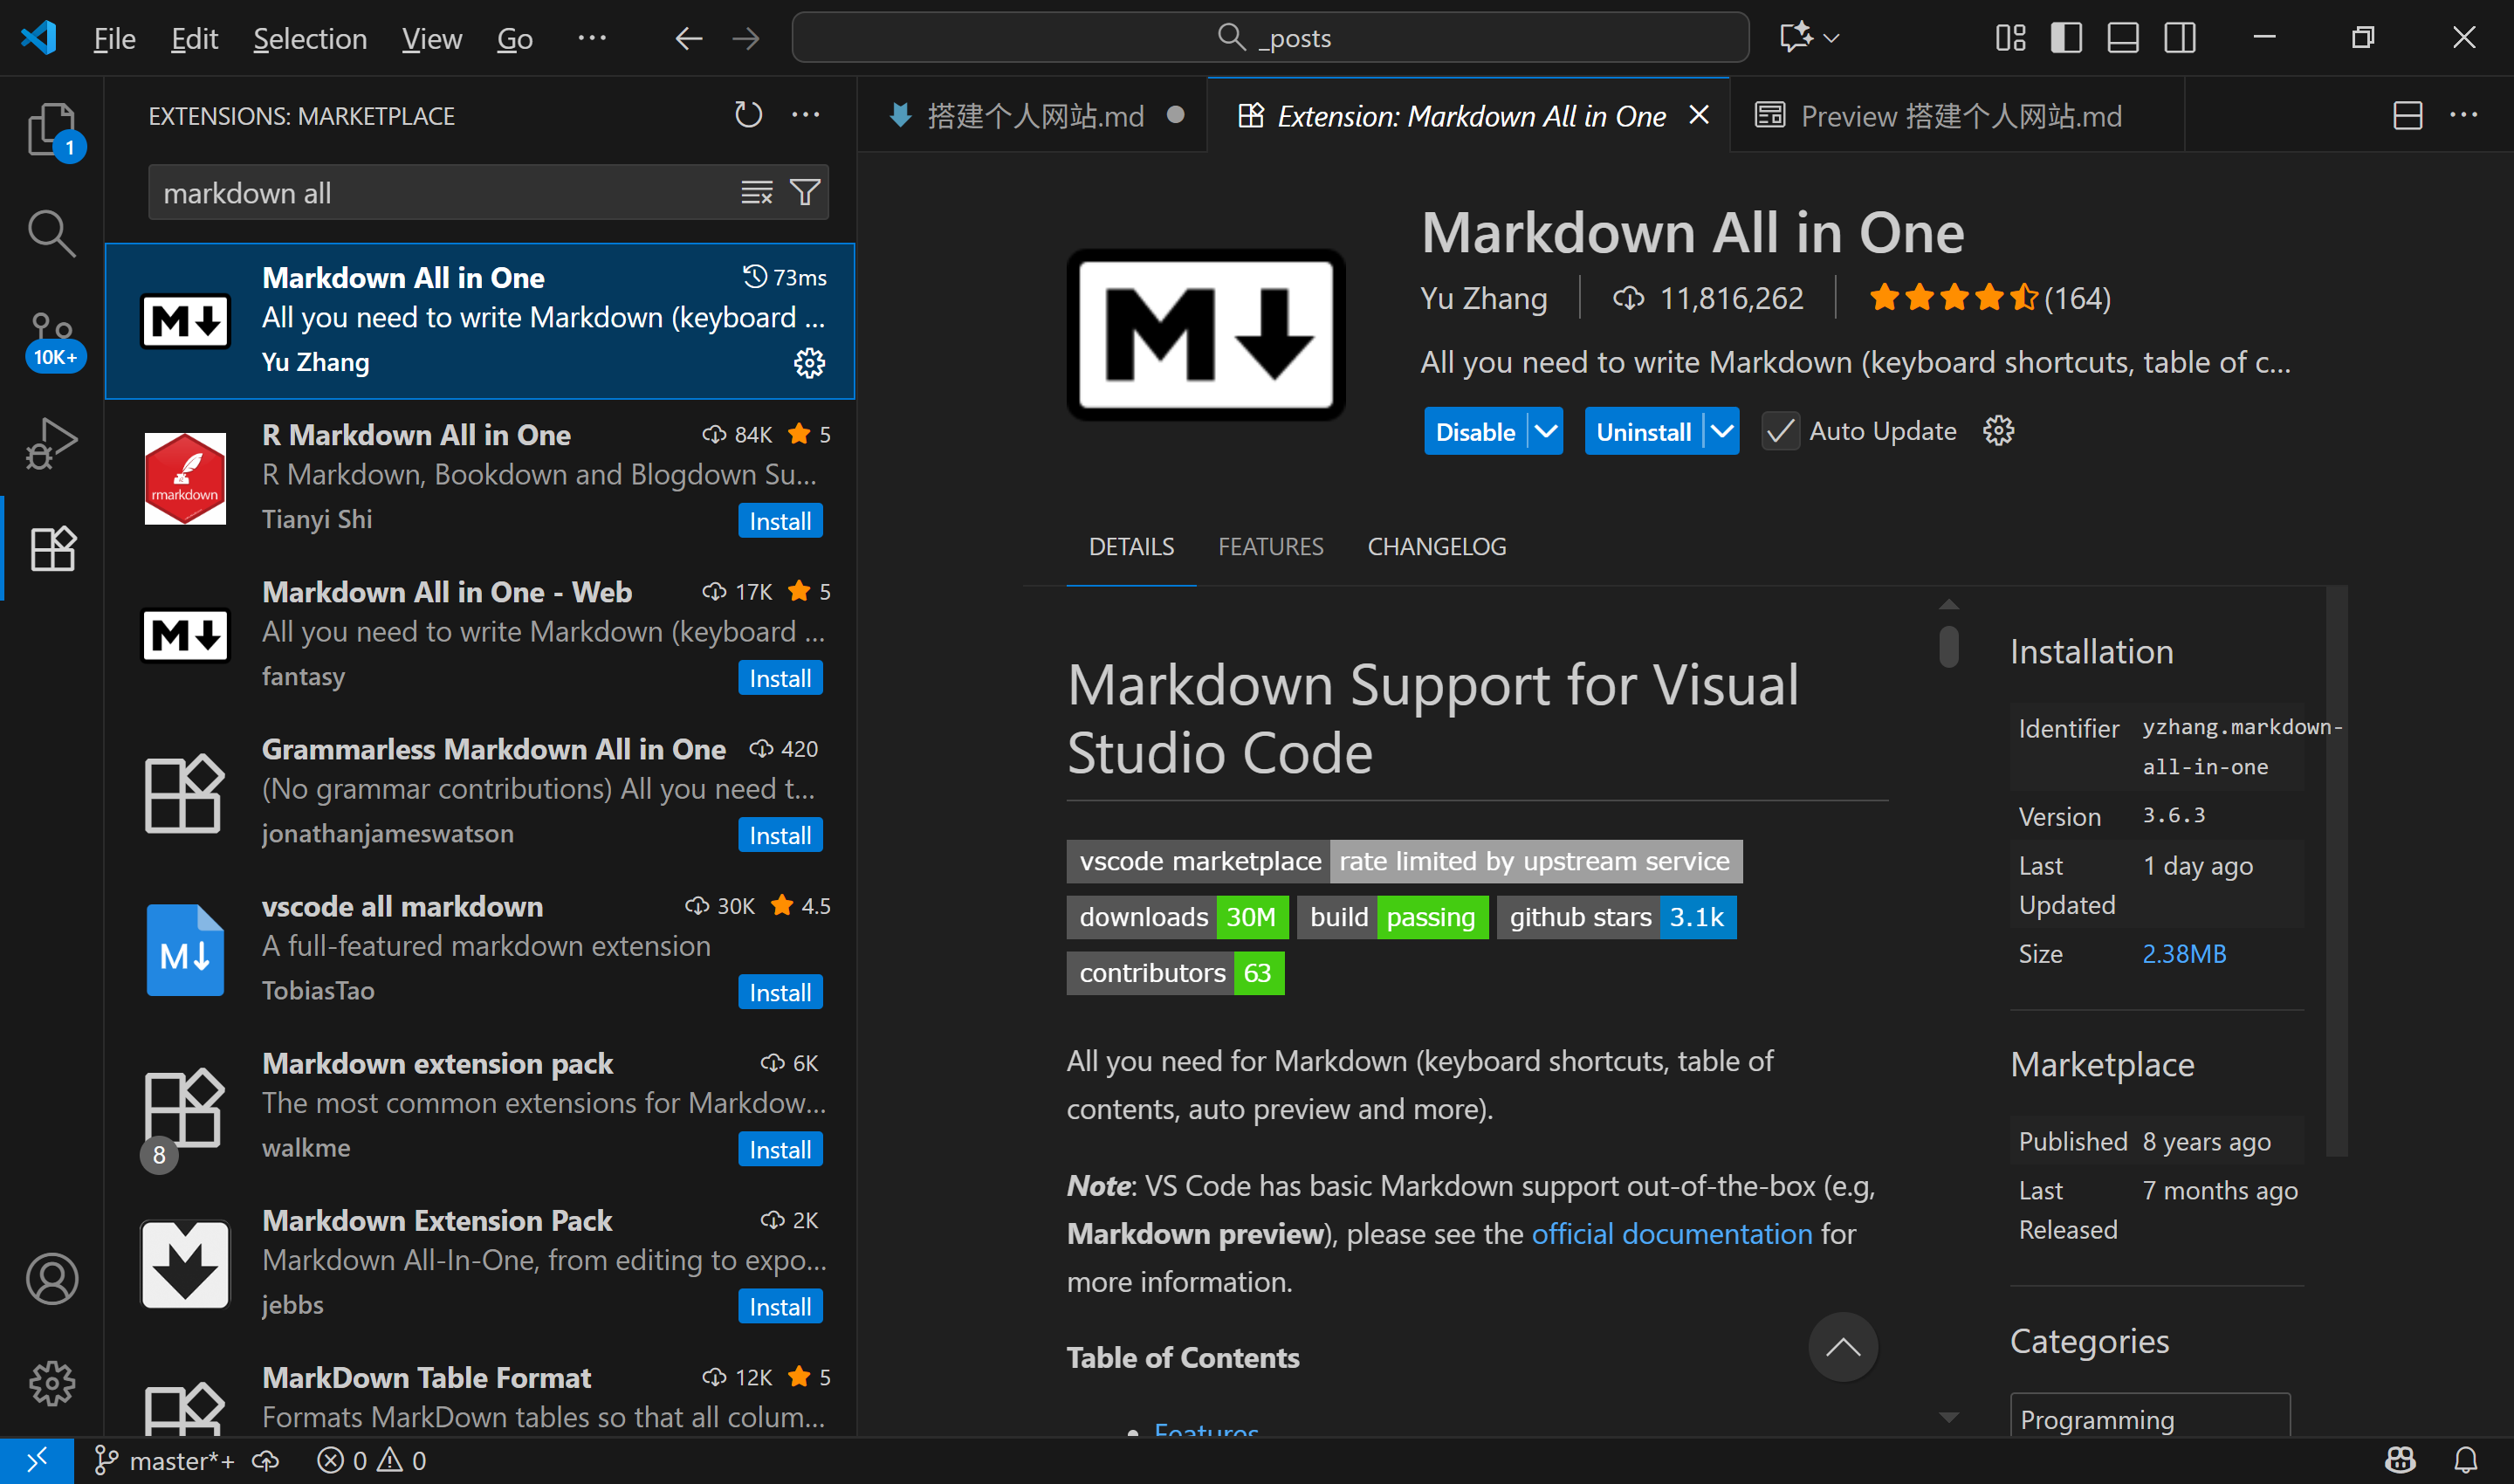 File Edit Selection View Go ···
_posts
EXTENSIONS: MARKETPLACE
搭建个人网站.md
Extension: Markdown All in One
Preview 搭建个人网站.md
1
10K+
markdown all
Markdown All in One 73ms
All you need to write Markdown (keyboard ...
Yu Zhang
R Markdown All in One 84K 5
R Markdown, Bookdown and Blogdown Su...
rmarkdown
Tianyi Shi Install
Markdown All in One - Web 17K 5
All you need to write Markdown (keyboard ...
fantasy Install
Grammarless Markdown All in One 420
(No grammar contributions) All you need t...
jonathanjameswatson Install
vscode all markdown 30K 4.5
A full-featured markdown extension
TobiasTao Install
Markdown extension pack 6K
The most common extensions for Markdow...
8
walkme Install
Markdown Extension Pack 2K
Markdown All-In-One, from editing to expo...
jebbs Install
MarkDown Table Format 12K 5
Formats MarkDown tables so that all colum...
Markdown All in One
Yu Zhang 11,816,262 (164)
All you need to write Markdown (keyboard shortcuts, table of c...
Disable Uninstall Auto Update
DETAILS FEATURES CHANGELOG
Markdown Support for Visual
Studio Code
vscode marketplace rate limited by upstream service
downloads 30M build passing github stars 3.1k
contributors 63
All you need for Markdown (keyboard shortcuts, table of
contents, auto preview and more).
Note: VS Code has basic Markdown support out-of-the-box (e.g,
Markdown preview), please see the official documentation for
more information.
Table of Contents
• Features
Installation
Identifier yzhang.markdown-
all-in-one
Version 3.6.3
Last 1 day ago
Updated
Size 2.38MB
Marketplace
Published 8 years ago
Last 7 months ago
Released
Categories
Programming
master*+ 0 0